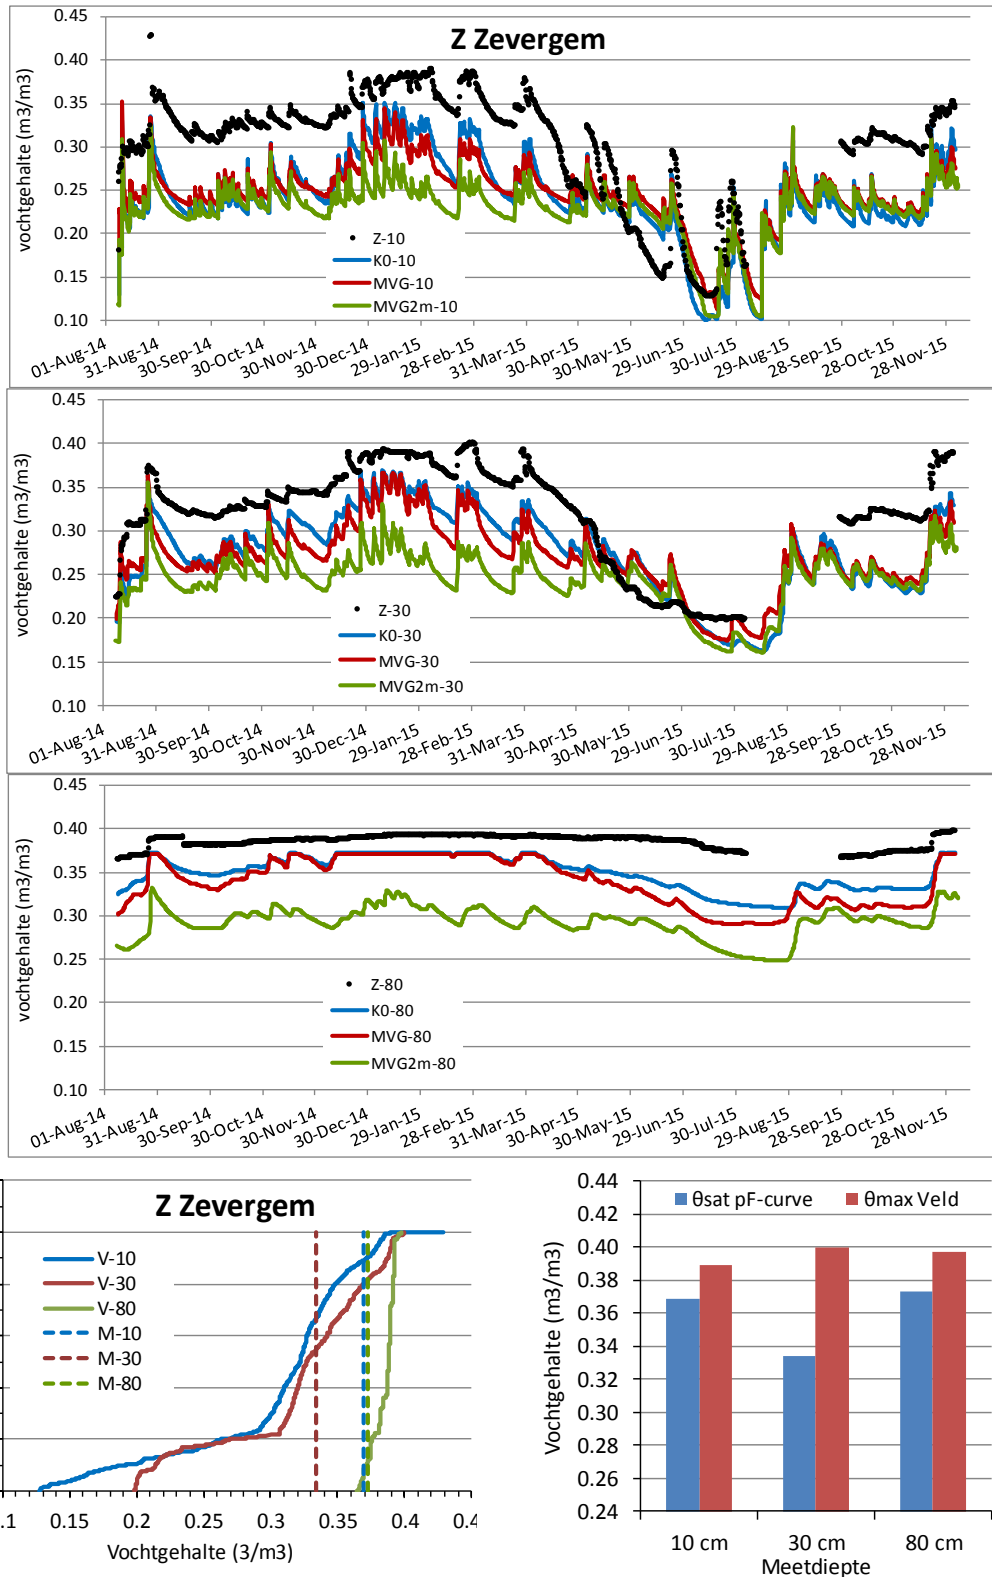 Z Zevergem
vochtgehalte (m3/m3)
0.45
0.40
0.35
0.30
0.25
0.20
0.15
0.10
Z-10
K0-10
MVG-10
MVG2m-10
01-Aug-14
31-Aug-14
30-Sep-14
30-Oct-14
30-Nov-14
30-Dec-14
29-Jan-15
28-Feb-15
31-Mar-15
30-Apr-15
30-May-15
29-Jun-15
30-Jul-15
29-Aug-15
28-Sep-15
28-Oct-15
28-Nov-15
vochtgehalte (m3/m3)
0.45
0.40
0.35
0.30
0.25
0.20
0.15
0.10
Z-30
K0-30
MVG-30
MVG2m-30
01-Aug-14
31-Aug-14
30-Sep-14
30-Oct-14
30-Nov-14
30-Dec-14
29-Jan-15
28-Feb-15
31-Mar-15
30-Apr-15
30-May-15
29-Jun-15
30-Jul-15
29-Aug-15
28-Sep-15
28-Oct-15
28-Nov-15
vochtgehalte (m3/m3)
0.45
0.40
0.35
0.30
0.25
0.20
0.15
0.10
Z-80
K0-80
MVG-80
MVG2m-80
01-Aug-14
31-Aug-14
30-Sep-14
30-Oct-14
30-Nov-14
30-Dec-14
29-Jan-15
28-Feb-15
31-Mar-15
30-Apr-15
30-May-15
29-Jun-15
30-Jul-15
29-Aug-15
28-Sep-15
28-Oct-15
28-Nov-15
Z Zevergem
V-10
V-30
V-80
M-10
M-30
M-80
.1
0.15
0.2
0.25
0.3
0.35
0.4
Vochtgehalte (3/m3)
θsat pF-curve
θmax Veld
Vochtgehalte (m3/m3)
0.44
0.42
0.40
0.38
0.36
0.34
0.32
0.30
0.28
0.26
0.24
10 cm
30 cm
80 cm
Meetdiepte